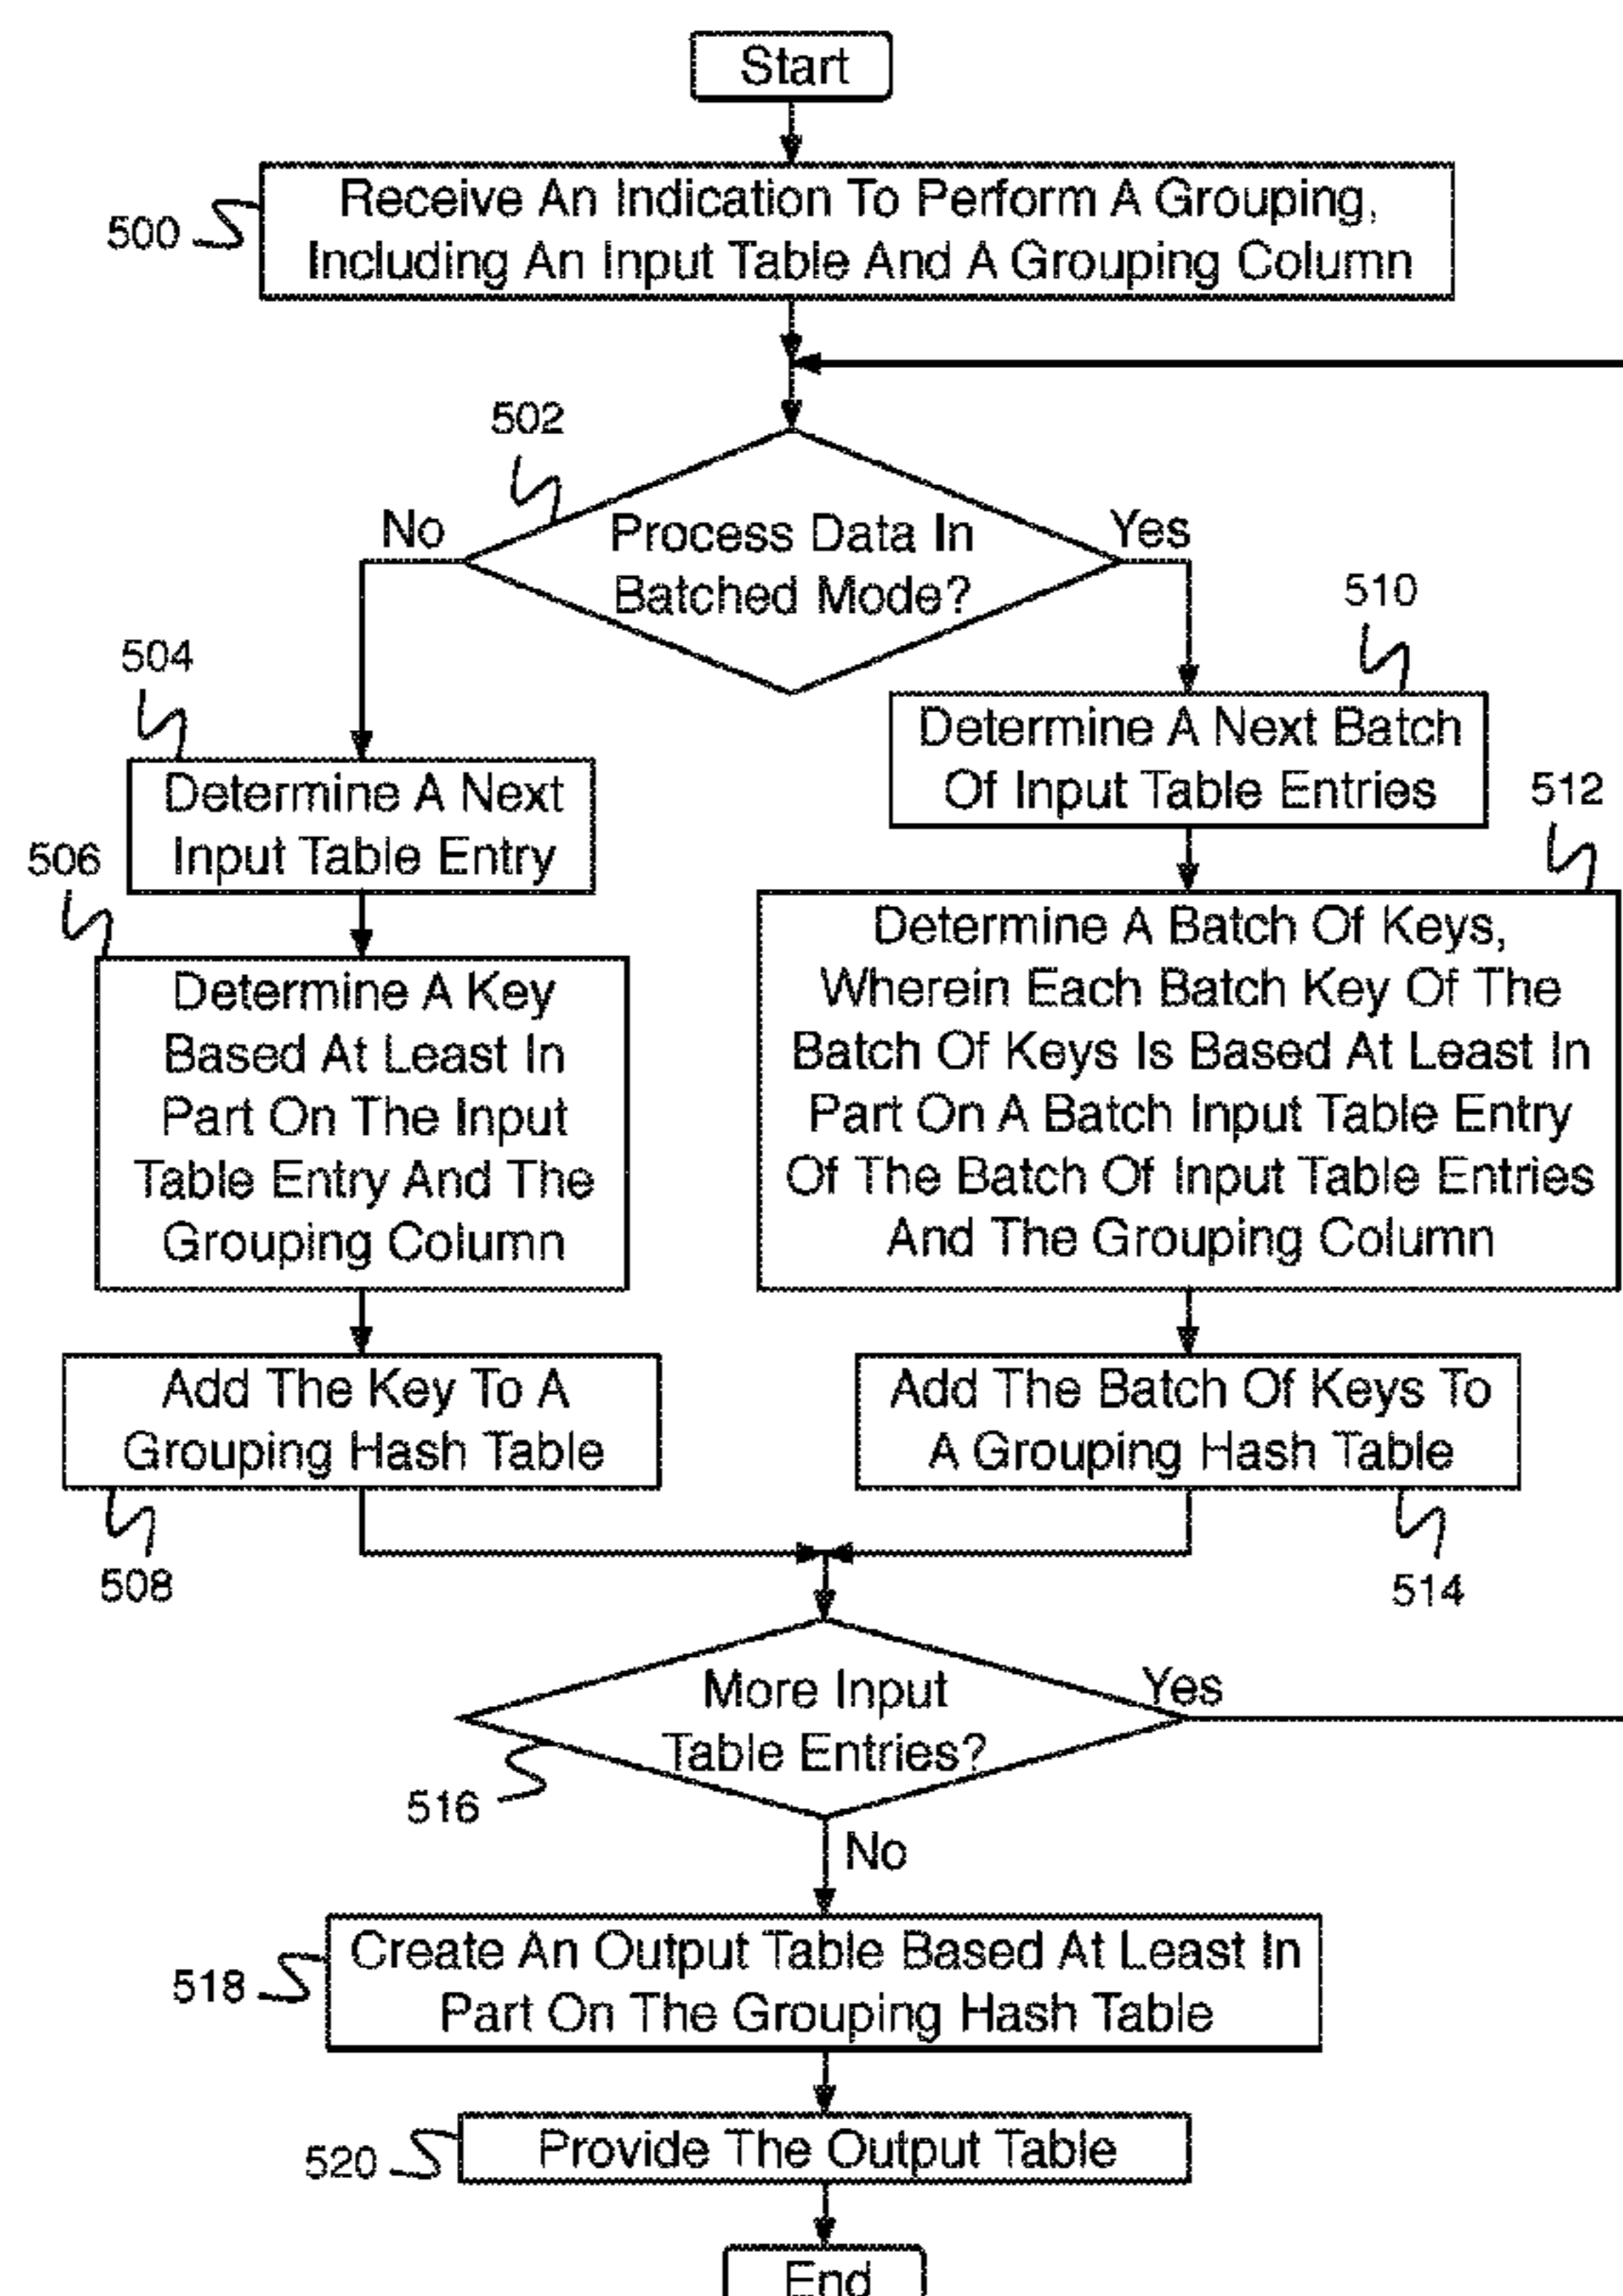 Start
500
Receive An Indication To Perform A Grouping,
Including An Input Table And A Grouping Column
502
No
Process Data In
Batched Mode?
Yes
504
Determine A Next
Input Table Entry
506
Determine A Key
Based At Least In
Part On The Input
Table Entry And The
Grouping Column
Add The Key To A
Grouping Hash Table
508
510
Determine A Next Batch
Of Input Table Entries
512
Determine A Batch Of Keys,
Wherein Each Batch Key Of The
Batch Of Keys Is Based At Least In
Part On A Batch Input Table Entry
Of The Batch Of Input Table Entries
And The Grouping Column
Add The Batch Of Keys To
A Grouping Hash Table
514
More Input
Table Entries?
Yes
516
No
518
Create An Output Table Based At Least In
Part On The Grouping Hash Table
520
Provide The Output Table
End